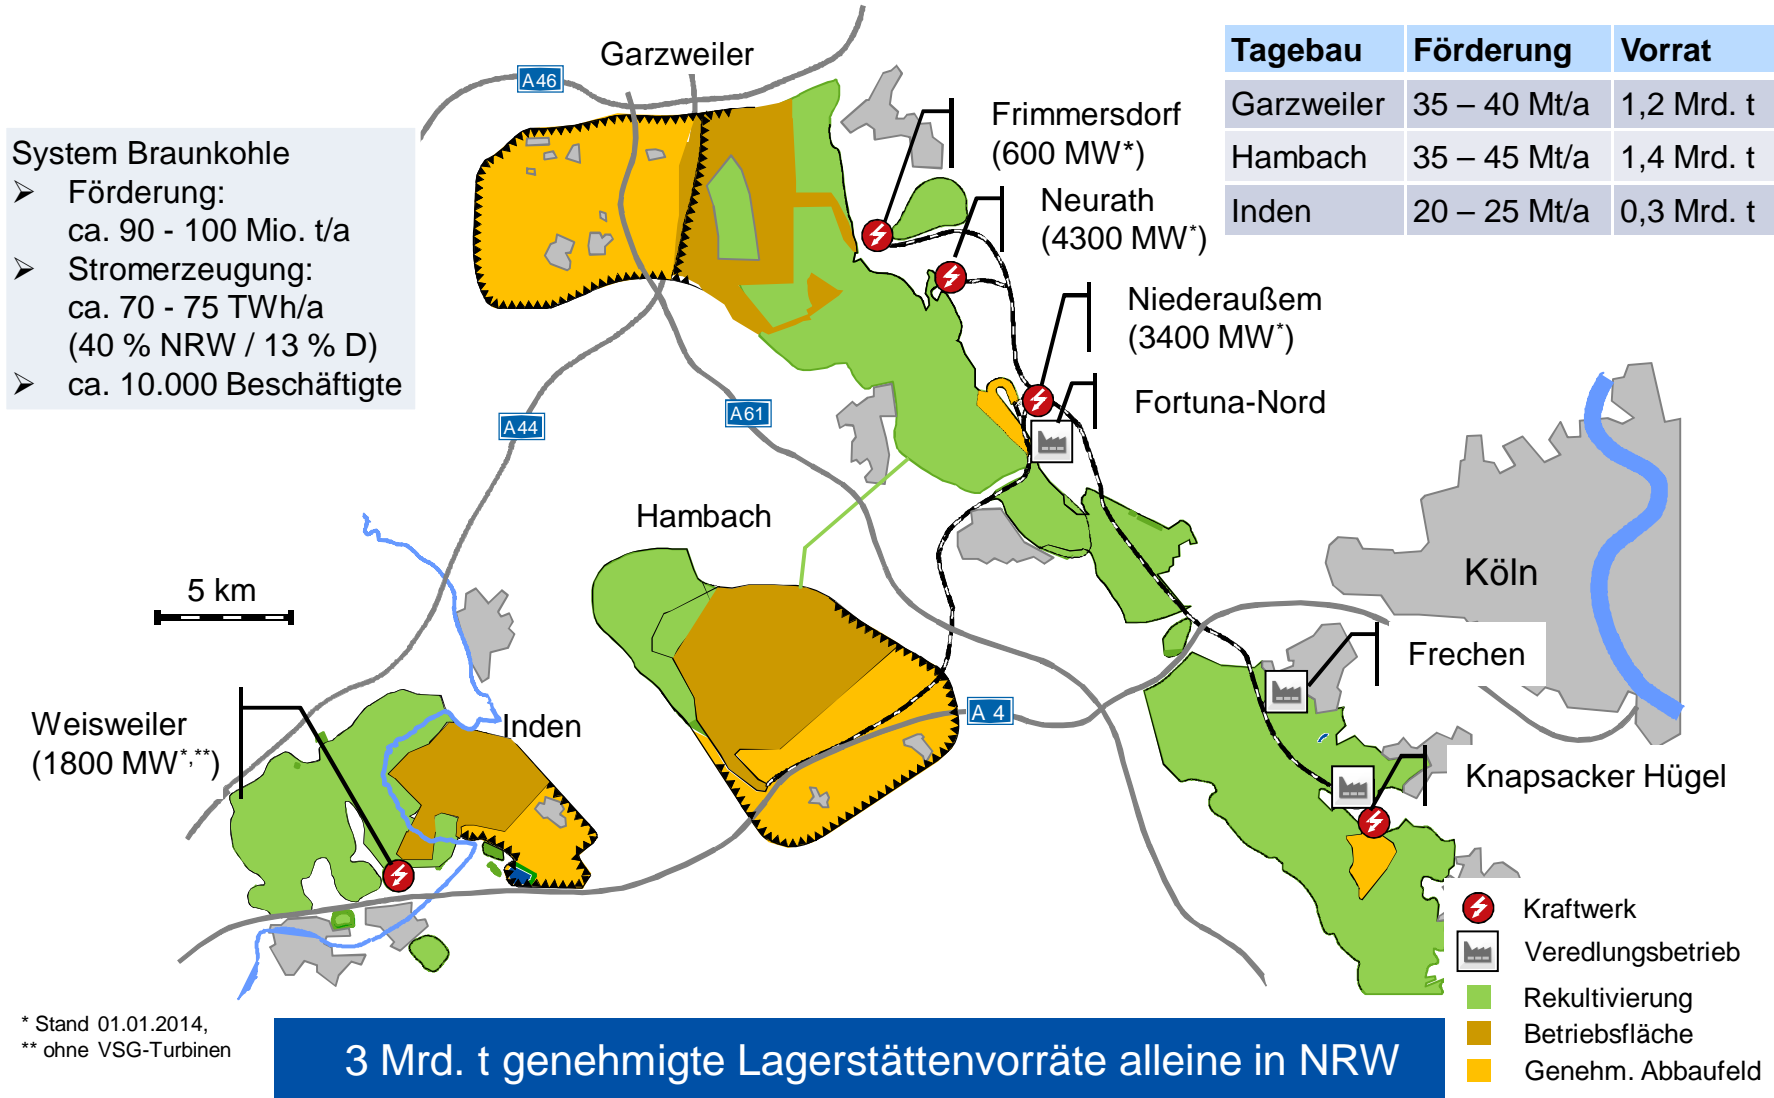 Garzweiler
A46
Tagebau Förderung Vorrat
Garzweiler 35 – 40 Mt/a 1,2 Mrd. t
Hambach 35 – 45 Mt/a 1,4 Mrd. t
Inden 20 – 25 Mt/a 0,3 Mrd. t
System Braunkohle
➢ Förderung:
ca. 90 - 100 Mio. t/a
➢ Stromerzeugung:
ca. 70 - 75 TWh/a
(40 % NRW / 13 % D)
➢ ca. 10.000 Beschäftigte
Frimmersdorf
(600 MW*)
Neurath
(4300 MW*)
Niederaußem
(3400 MW*)
Fortuna-Nord
A61
A44
Hambach
5 km
Köln
Frechen
Weisweiler
(1800 MW*,**)
Inden
A 4
Knapsacker Hügel
Kraftwerk
Veredlungsbetrieb
Rekultivierung
Betriebsfläche
Genehm. Abbaufeld
* Stand 01.01.2014,
** ohne VSG-Turbinen
3 Mrd. t genehmigte Lagerstättenvorräte alleine in NRW